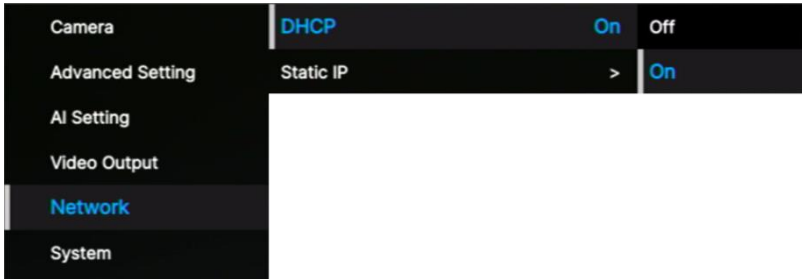 Camera
Advanced Setting
AI Setting
Video Output
Network
System
DHCP On
Static IP >
Off
On